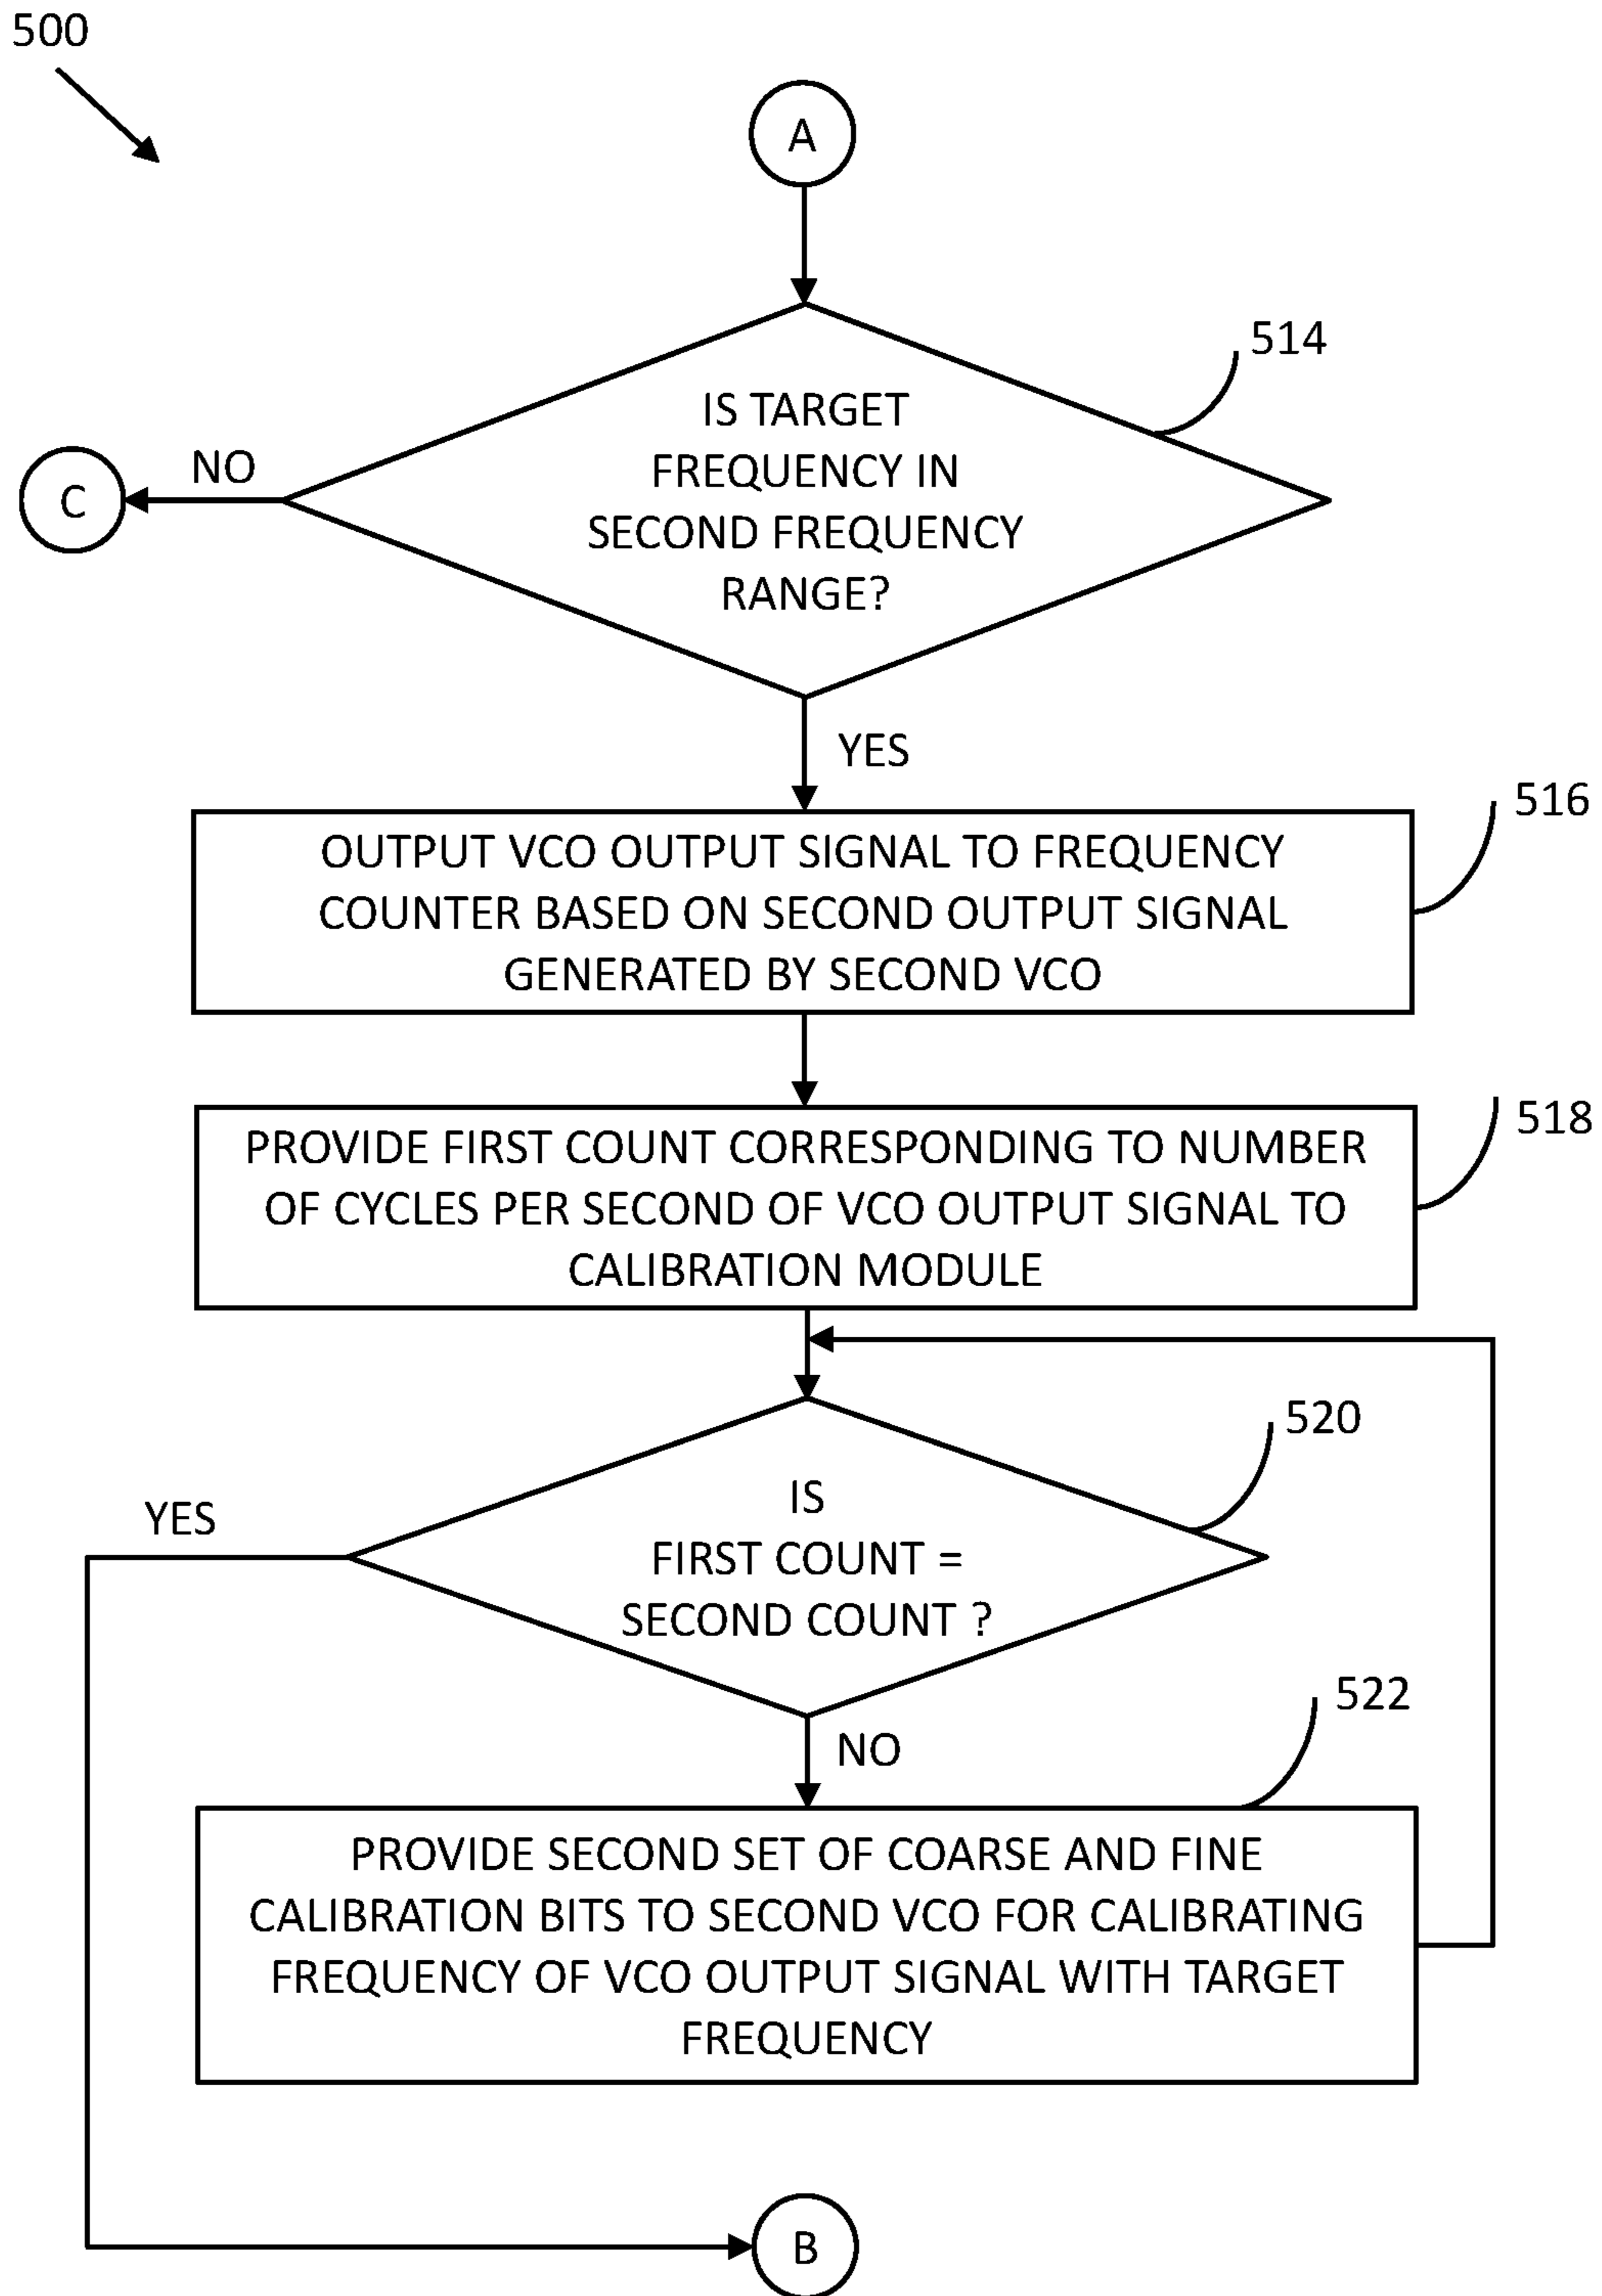 500
A
514
IS TARGET
FREQUENCY IN
SECOND FREQUENCY
RANGE?
NO
C
YES
516
OUTPUT VCO OUTPUT SIGNAL TO FREQUENCY
COUNTER BASED ON SECOND OUTPUT SIGNAL
GENERATED BY SECOND VCO
518
PROVIDE FIRST COUNT CORRESPONDING TO NUMBER
OF CYCLES PER SECOND OF VCO OUTPUT SIGNAL TO
CALIBRATION MODULE
520
IS
FIRST COUNT =
SECOND COUNT ?
YES
NO
522
PROVIDE SECOND SET OF COARSE AND FINE
CALIBRATION BITS TO SECOND VCO FOR CALIBRATING
FREQUENCY OF VCO OUTPUT SIGNAL WITH TARGET
FREQUENCY
B